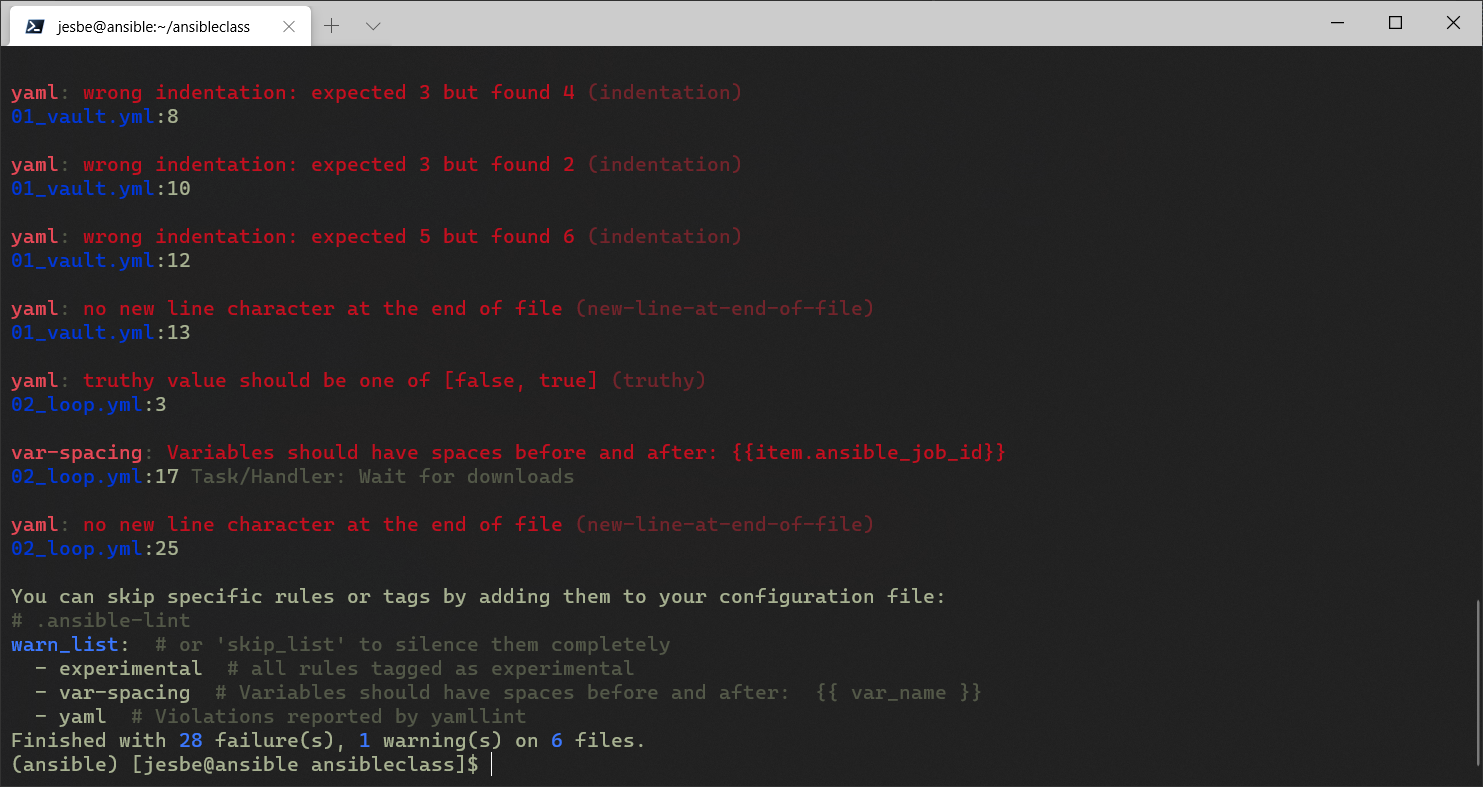 jesbe@ansible:~/ansibleclass
yaml: wrong indentation: expected 3 but found 4 (indentation)
01_vault.yml:8
yaml: wrong indentation: expected 3 but found 2 (indentation)
01_vault.yml:10
yaml: wrong indentation: expected 5 but found 6 (indentation)
01_vault.yml:12
yaml: no new line character at the end of file (new-line-at-end-of-file)
01_vault.yml:13
yaml: truthy value should be one of [false, true] (truthy)
02_loop.yml:3
var-spacing: Variables should have spaces before and after: {{item.ansible_job_id}}
02_loop.yml:17 Task/Handler: Wait for downloads
yaml: no new line character at the end of file (new-line-at-end-of-file)
02_loop.yml:25
You can skip specific rules or tags by adding them to your configuration file:
# .ansible-lint
warn_list:  # or 'skip_list' to silence them completely
  - experimental  # all rules tagged as experimental
  - var-spacing  # Variables should have spaces before and after:  {{ var_name }}
  - yaml  # Violations reported by yamllint
Finished with 28 failure(s), 1 warning(s) on 6 files.
(ansible) [jesbe@ansible ansibleclass]$